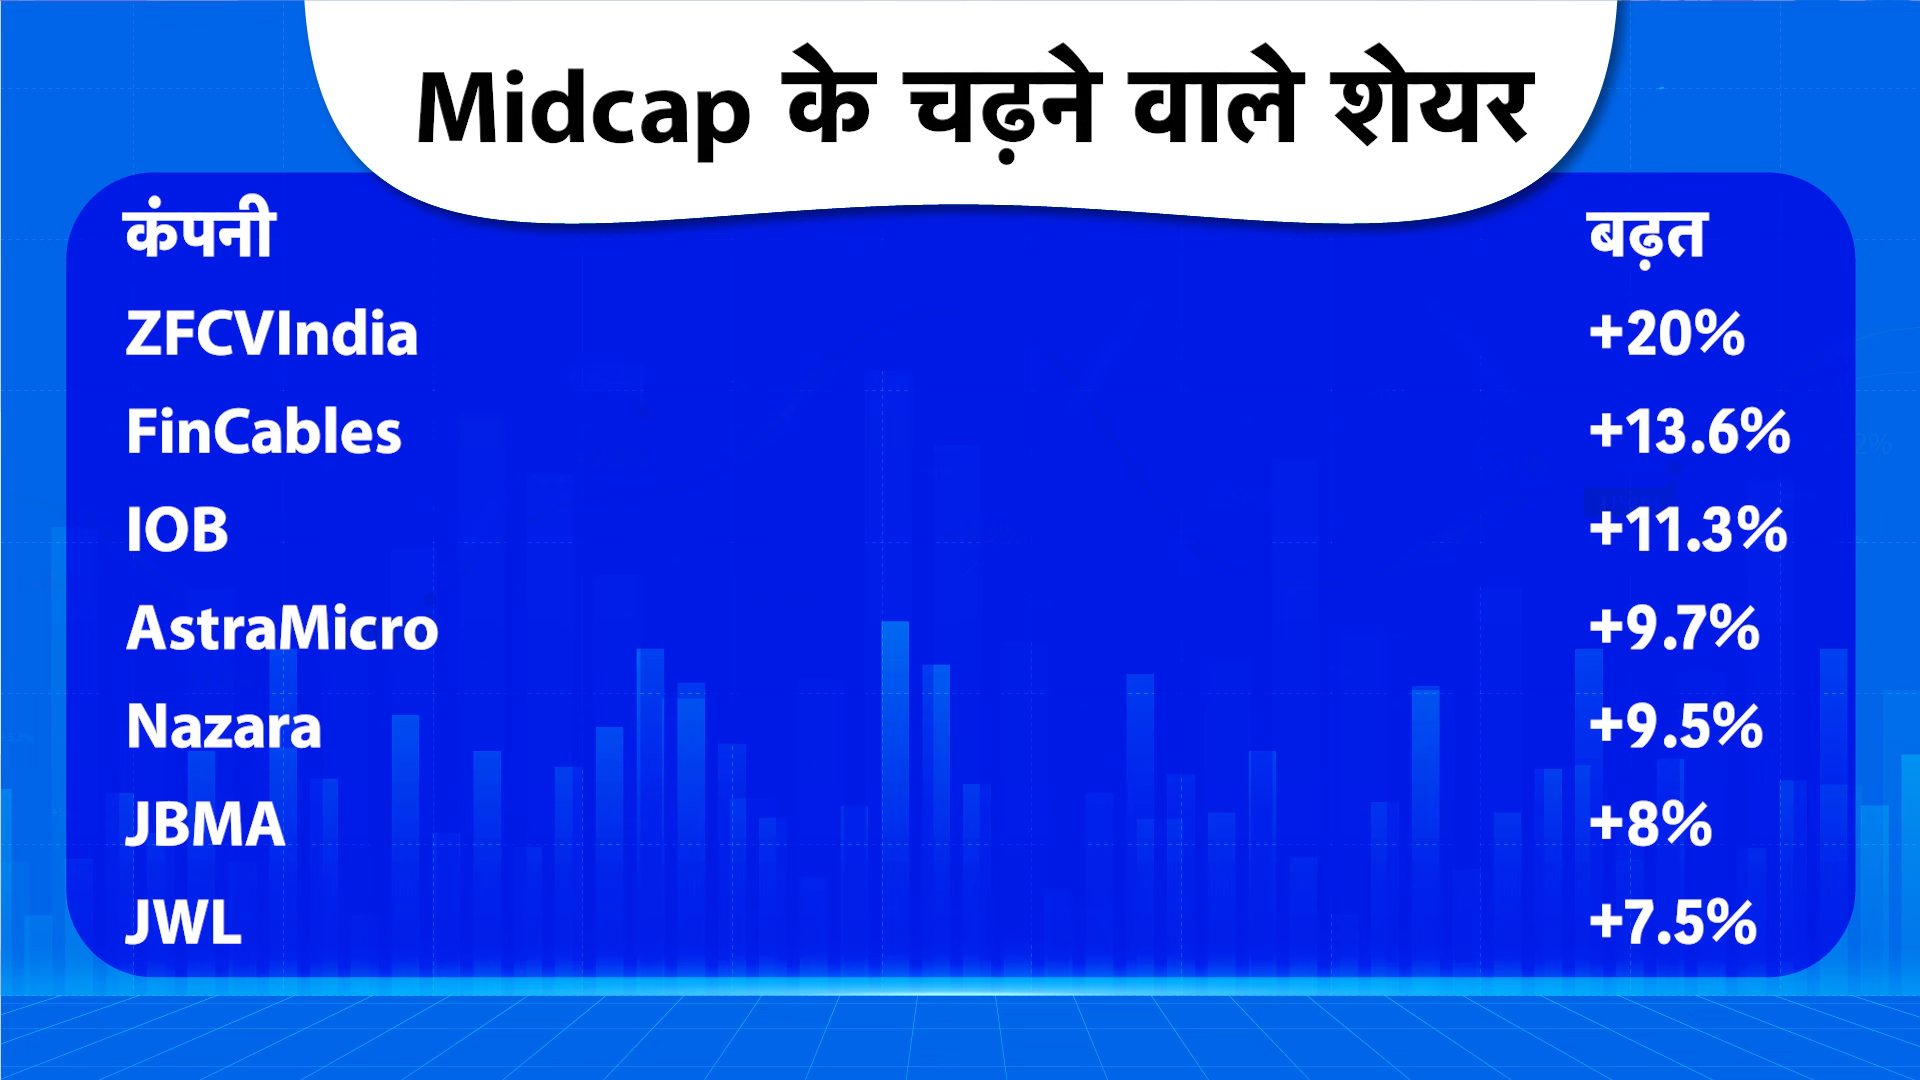 Midcap के चढ़ने वाले शेयर
कंपनी बढ़त
ZFCVIndia +20%
FinCables +13.6%
IOB +11.3%
AstraMicro +9.7%
Nazara +9.5%
JBMA +8%
JWL +7.5%